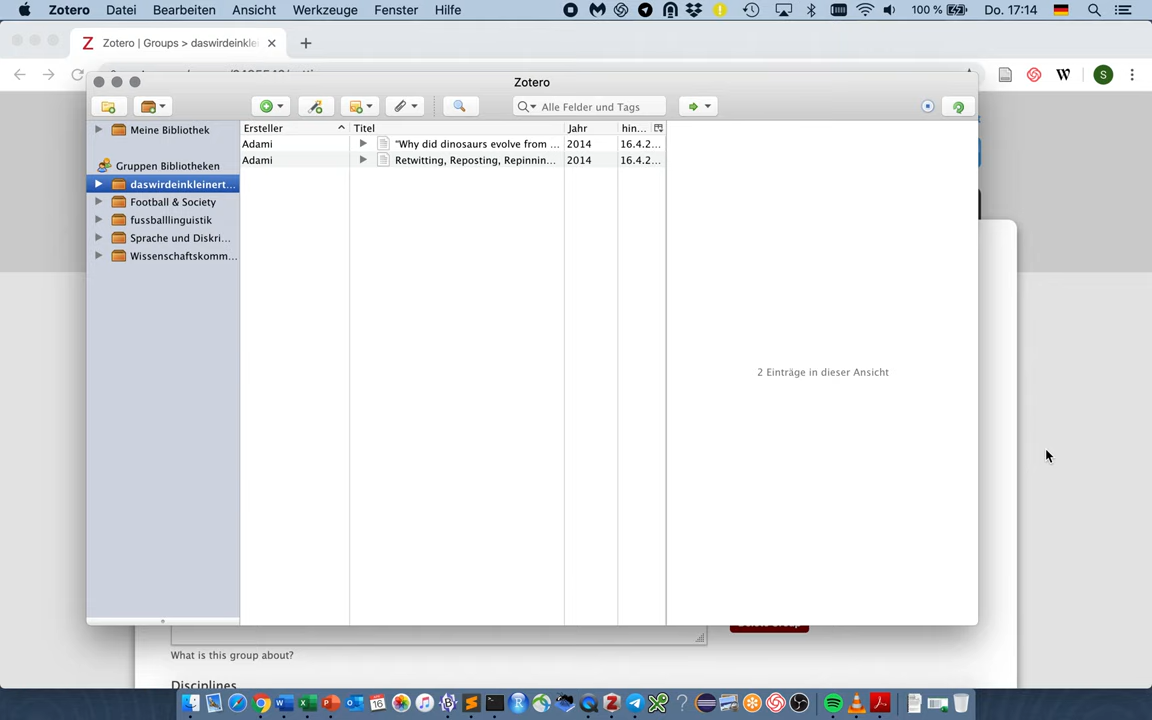 Zotero Datei Bearbeiten Ansicht Werkzeuge Fenster Hilfe 100 % Do. 17:14
Zotero | Groups > daswirdeinkle
S
Zotero
Alle Felder und Tags
Meine Bibliothek
Gruppen Bibliotheken
daswirdeinkleinert...
Football & Society
fussballlinguistik
Sprache und Diskri...
Wissenschaftskomm...
Ersteller Titel Jahr hin...
Adami "Why did dinosaurs evolve from ... 2014 16.4.2...
Adami Retwitting, Reposting, Repinnin... 2014 16.4.2...
2 Einträge in dieser Ansicht
What is this group about?
Disciplines